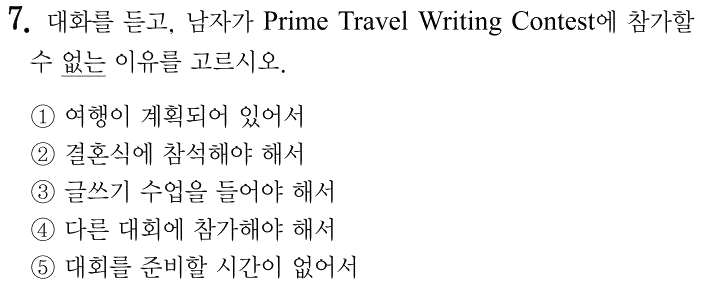 7. 대화를 듣고, 남자가 Prime Travel Writing Contest에 참가할
수 없는 이유를 고르시오.
① 여행이 계획되어 있어서
② 결혼식에 참석해야 해서
③ 글쓰기 수업을 들어야 해서
④ 다른 대회에 참가해야 해서
⑤ 대회를 준비할 시간이 없어서